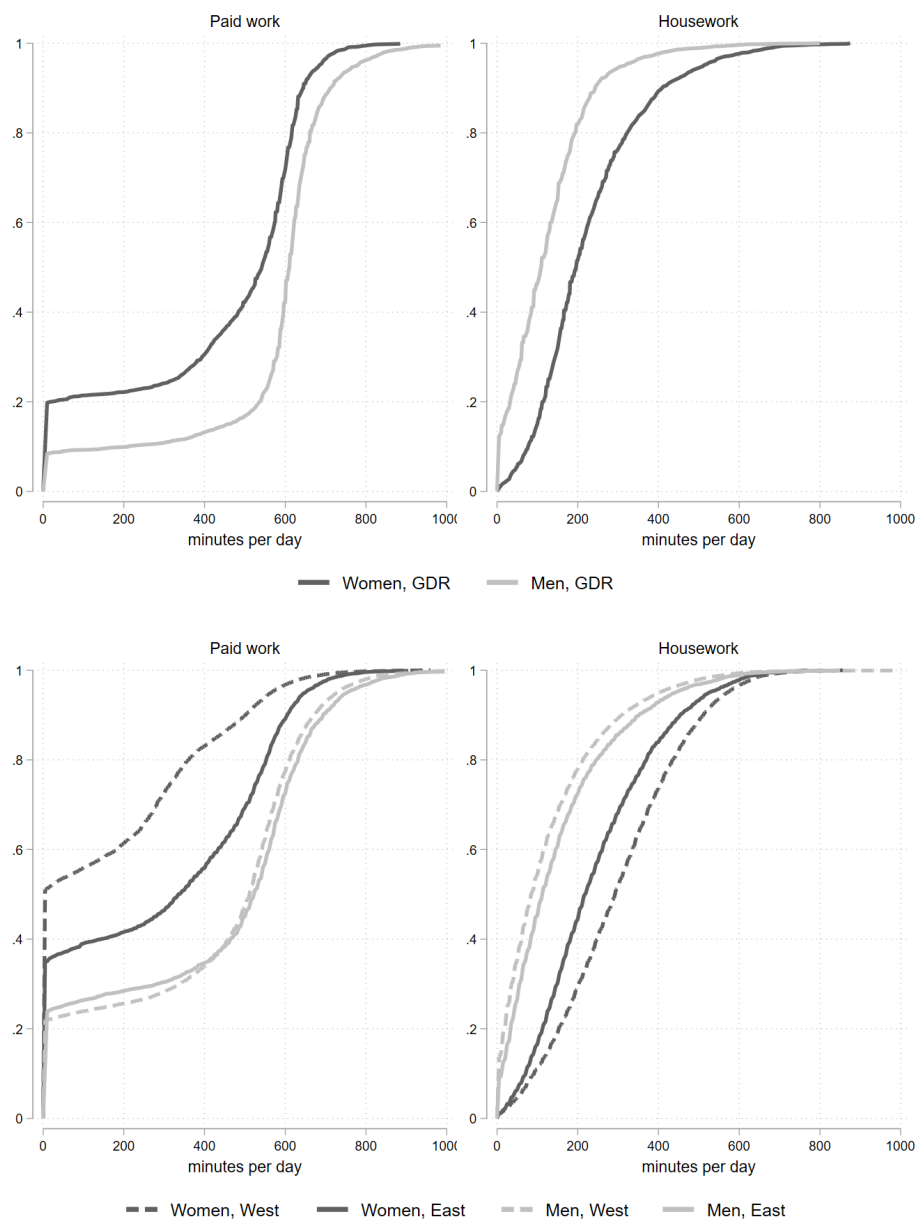 Paid work
Housework
1
.8
.6
.4
.2
0
0 200 400 600 800 1000
minutes per day
1
.8
.6
.4
.2
0
0 200 400 600 800 1000
minutes per day
Women, GDR Men, GDR
Paid work
Housework
1
.8
.6
.4
.2
0
0 200 400 600 800 1000
minutes per day
1
.8
.6
.4
.2
0
0 200 400 600 800 1000
minutes per day
Women, West Women, East Men, West Men, East